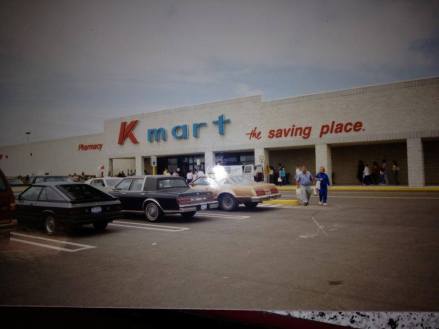 Pharmacy
K mart
the saving place.